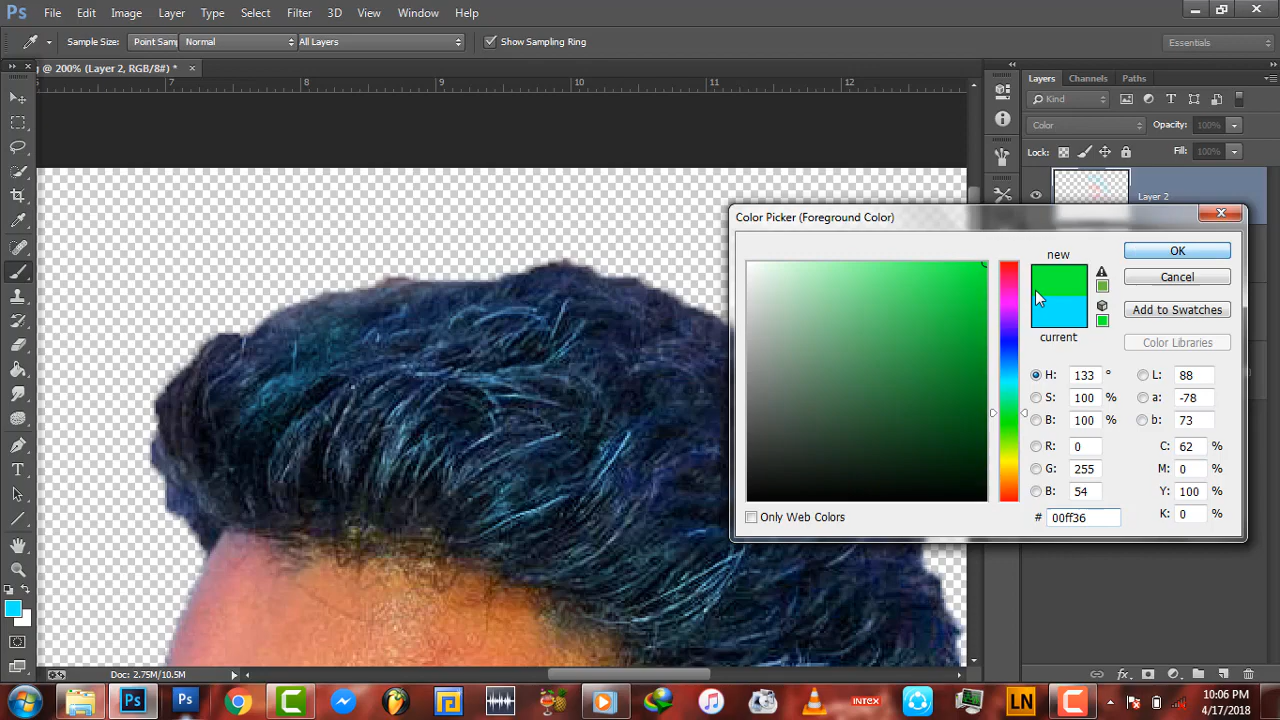 Ps File Edit Image Layer Type Select Filter 3D View Window Help
Sample Size: Point Samp Normal All Layers Show Sampling Ring Essentials
g @ 200% (Layer 2, RGB/8#) * ×
7 8 9 10 11 12
Layers Channels Paths
Kind
Color Opacity: 100%
Lock: Fill: 100%
Layer 2
Color Picker (Foreground Color)
new
current
OK
Cancel
Add to Swatches
Color Libraries
H: 133 ° L: 88
S: 100 % a: -78
B: 100 % b: 73
R: 0 C: 62 %
G: 255 M: 0 %
B: 54 Y: 100 %
# 00ff36 K: 0 %
Only Web Colors
Doc: 2.75M/10.5M
Ps Ps INTEX LN
10:06 PM
4/17/2018